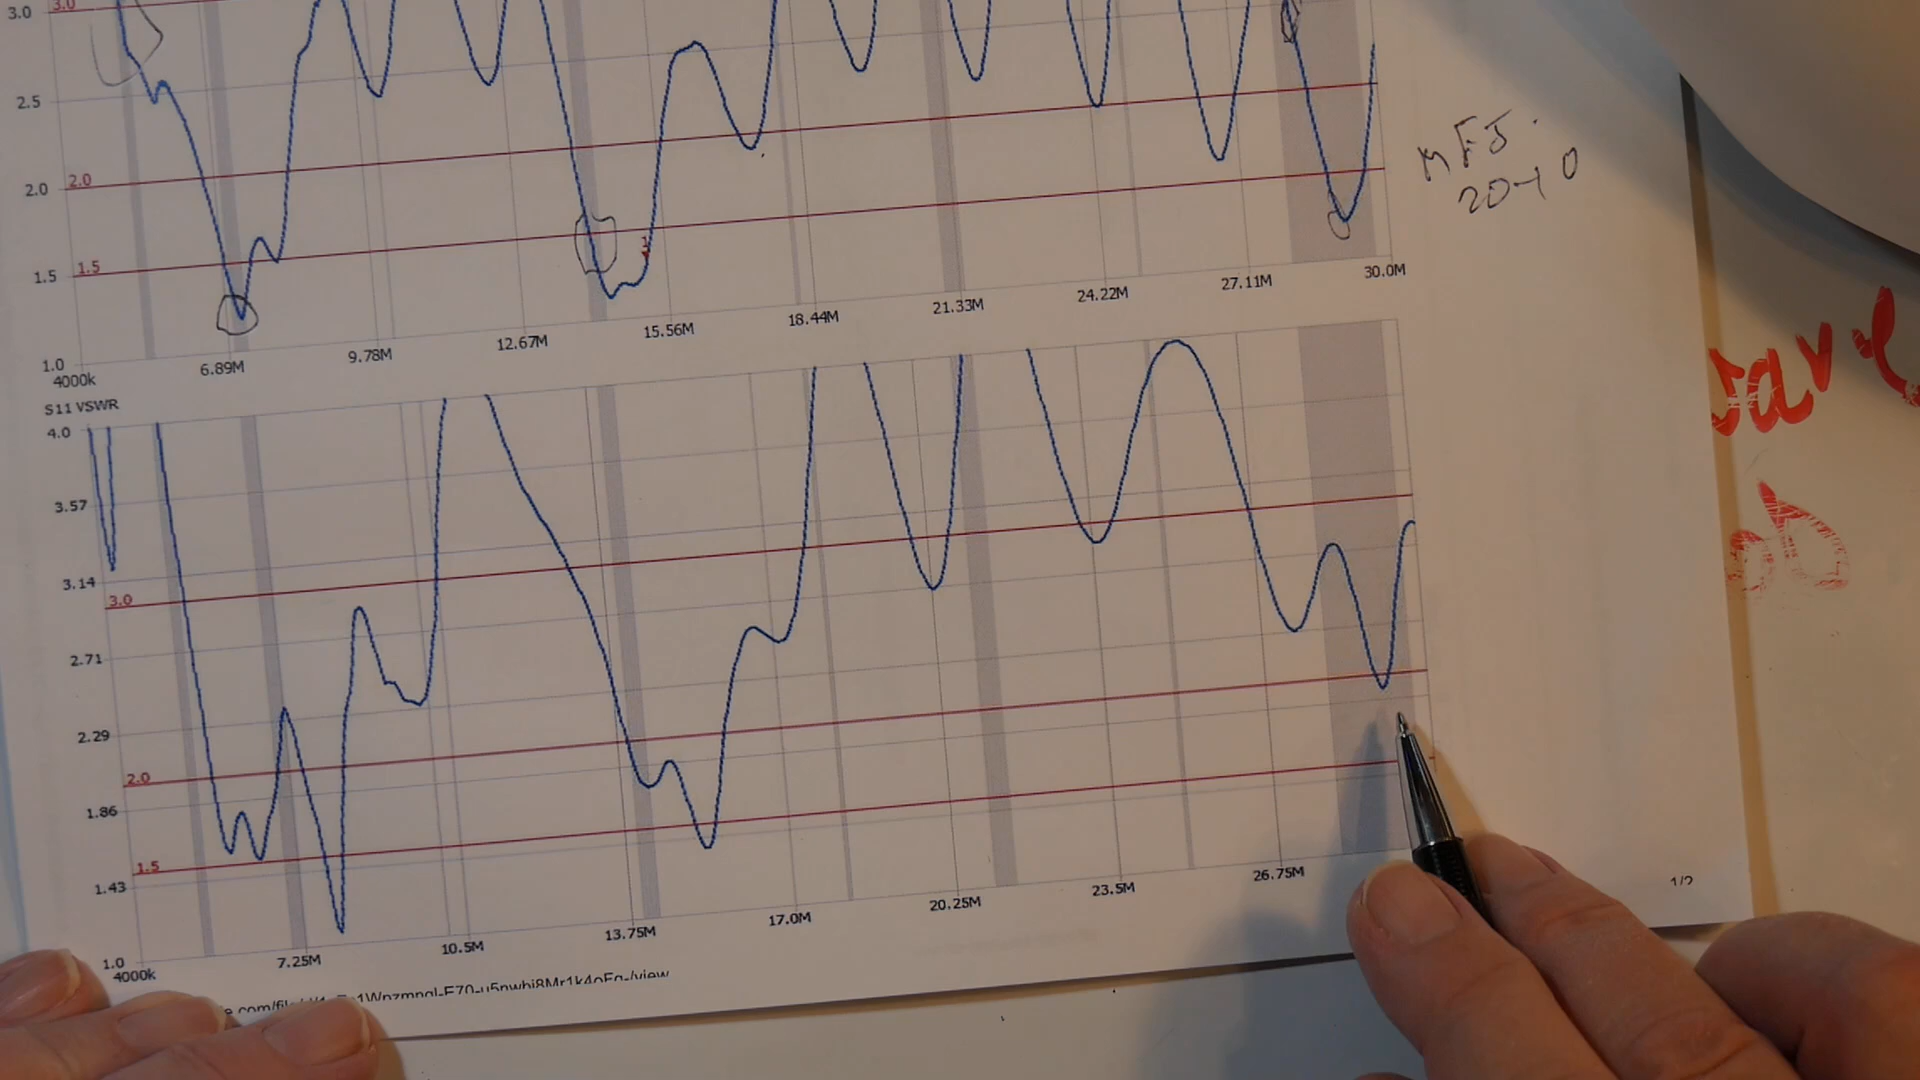 3.0
3.0
2.5
2.0
2.0
1.5
1.5
1.0
4000k
6.89M
9.78M
12.67M
15.56M
18.44M
21.33M
24.22M
27.11M
30.0M
1
MFJ.
S11 VSWR
4.0
3.57
3.14
3.0
2.71
2.29
2.0
1.86
1.5
1.43
1.0
4000k
7.25M
10.5M
13.75M
17.0M
20.25M
23.5M
26.75M
1/2